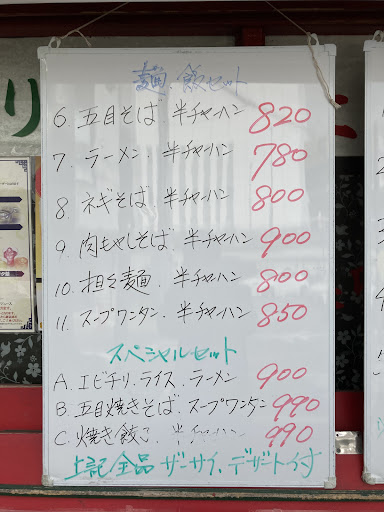 麺、飯セット
6. 五目そば. 半チャーハン 820
7. ラーメン. 半チャーハン 780
8. ネギそば. 半チャーハン 800
9. 肉もやしそば. 半チャーハン 900
10. 担々麺. 半チャーハン 800
11. スープワンタン. 半チャーハン 850
スペシャルセット
A. エビチリ. ライス. ラーメン 900
B. 五目焼きそば. スープワンタン 990
C. 焼き餃子. 半チャーハン 990
上記全品 ザーサイ、デザート付